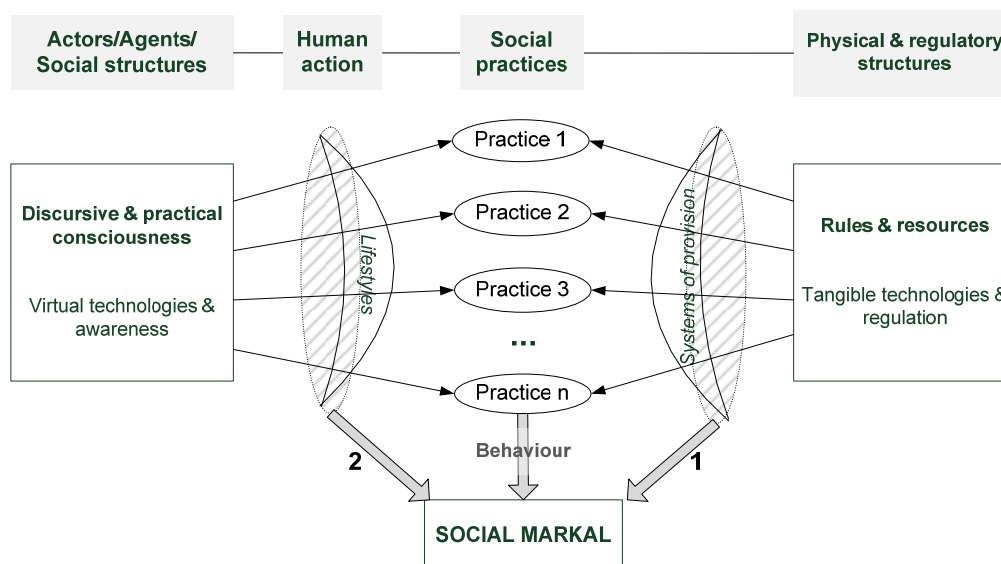 Actors/Agents/
Social structures
Human
action
Social
practices
Physical & regulatory
structures
Practice 1
Discursive & practical
consciousness
Practice 2
Rules & resources
Lifestyles
Systems of provision
Virtual technologies &
awareness
Practice 3
Tangible technologies &
regulation
...
Practice n
Behaviour
2
1
SOCIAL MARKAL